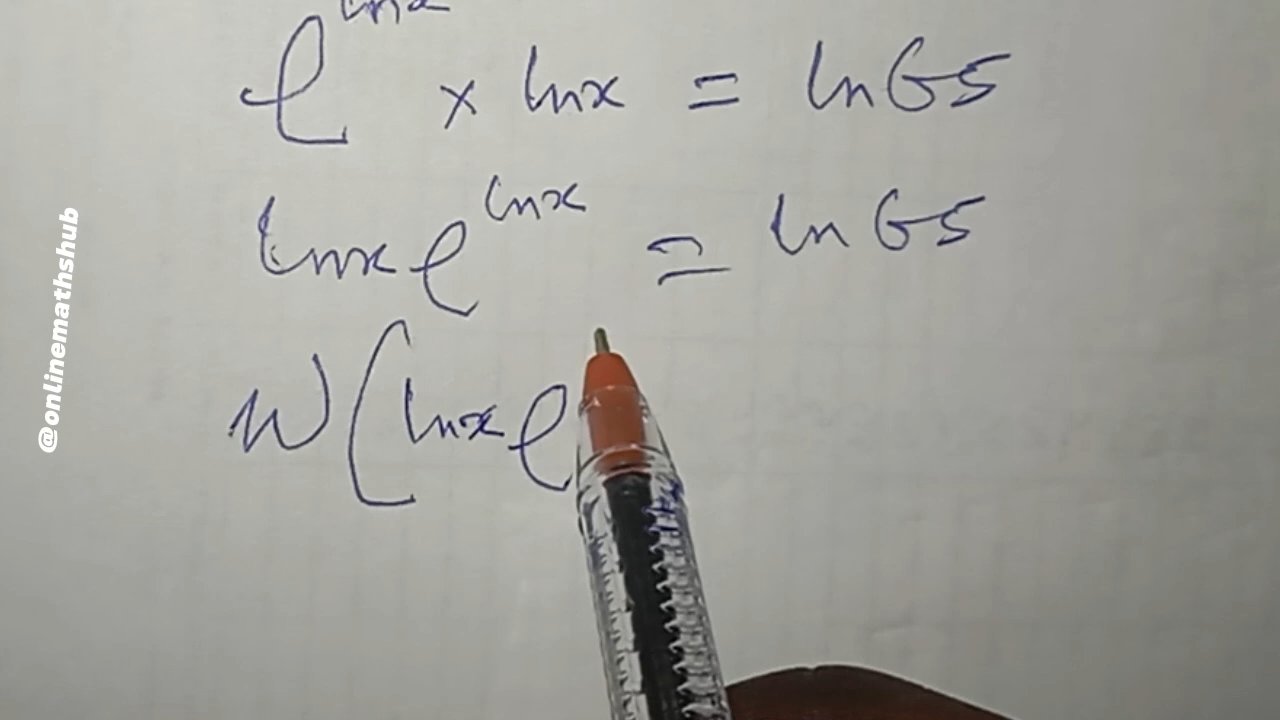 e^lnx × lnx = ln65
lnx e^lnx = ln65
W(lnx e
@onlinemathshub